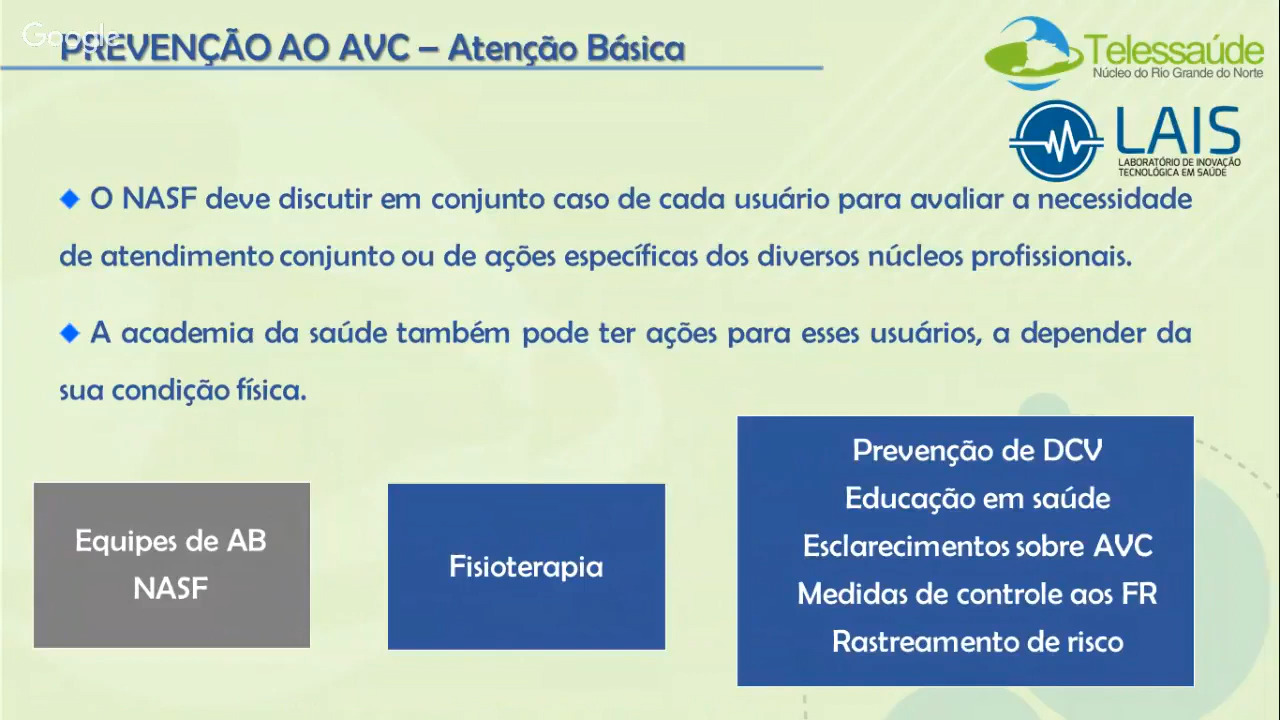 Google
PREVENÇÃO AO AVC – Atenção Básica
Telessaúde
Núcleo do Rio Grande do Norte
LAIS
LABORATÓRIO DE INOVAÇÃO
TECNOLÓGICA EM SAÚDE
O NASF deve discutir em conjunto caso de cada usuário para avaliar a necessidade
de atendimento conjunto ou de ações específicas dos diversos núcleos profissionais.
A academia da saúde também pode ter ações para esses usuários, a depender da
sua condição física.
Equipes de AB
NASF
Fisioterapia
Prevenção de DCV
Educação em saúde
Esclarecimentos sobre AVC
Medidas de controle aos FR
Rastreamento de risco